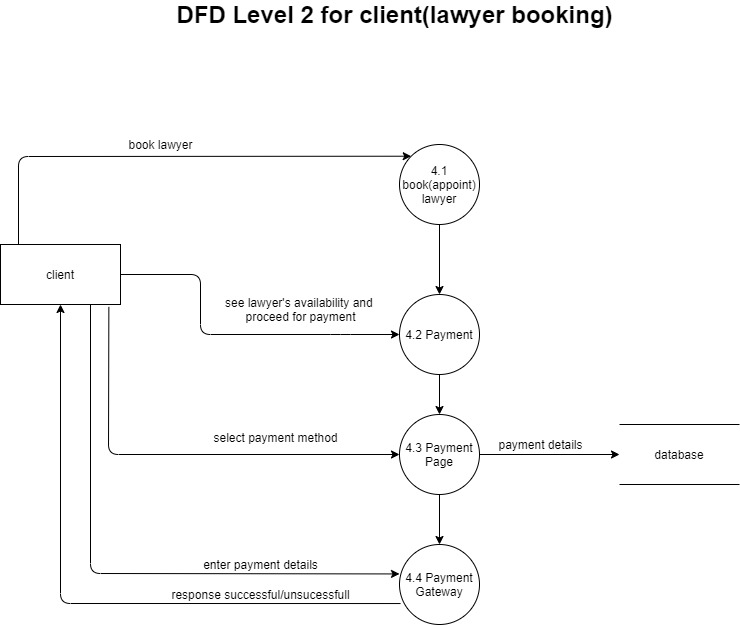 DFD Level 2 for client(lawyer booking)
book lawyer
4.1
book(appoint)
lawyer
client
see lawyer's availability and
proceed for payment
4.2 Payment
select payment method
4.3 Payment
Page
payment details
database
enter payment details
4.4 Payment
Gateway
response successful/unsucessfull